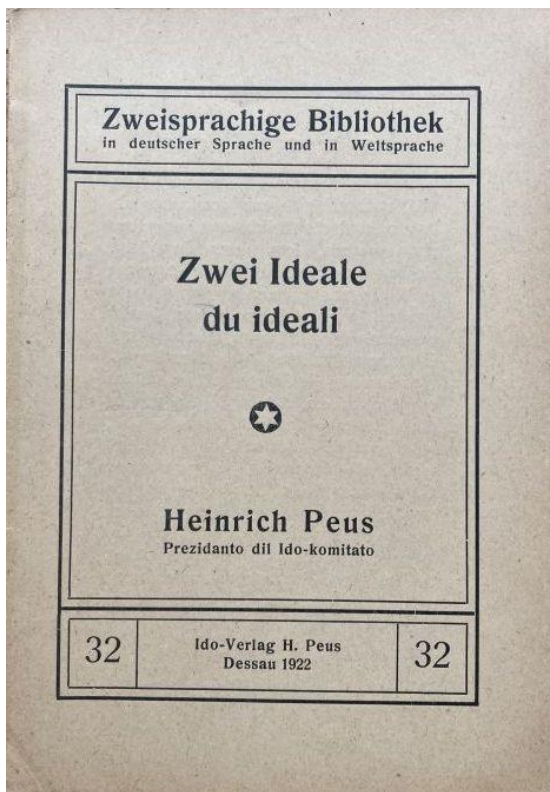 Zweisprachige Bibliothek
in deutscher Sprache und in Weltsprache
Zwei Ideale
du ideali
Heinrich Peus
Prezidanto dil Ido-komitato
32
Ido-Verlag H. Peus
Dessau 1922
32